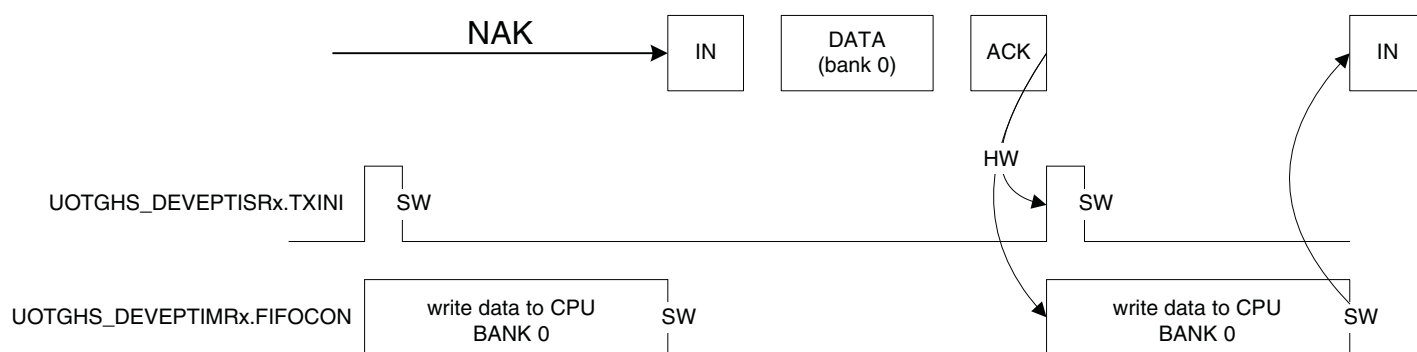 NAK
IN
DATA
(bank 0)
ACK
IN
HW
UOTGHS_DEVEPTISRx.TXINI
SW
SW
UOTGHS_DEVEPTIMRx.FIFOCON
write data to CPU
BANK 0
SW
write data to CPU
BANK 0
SW